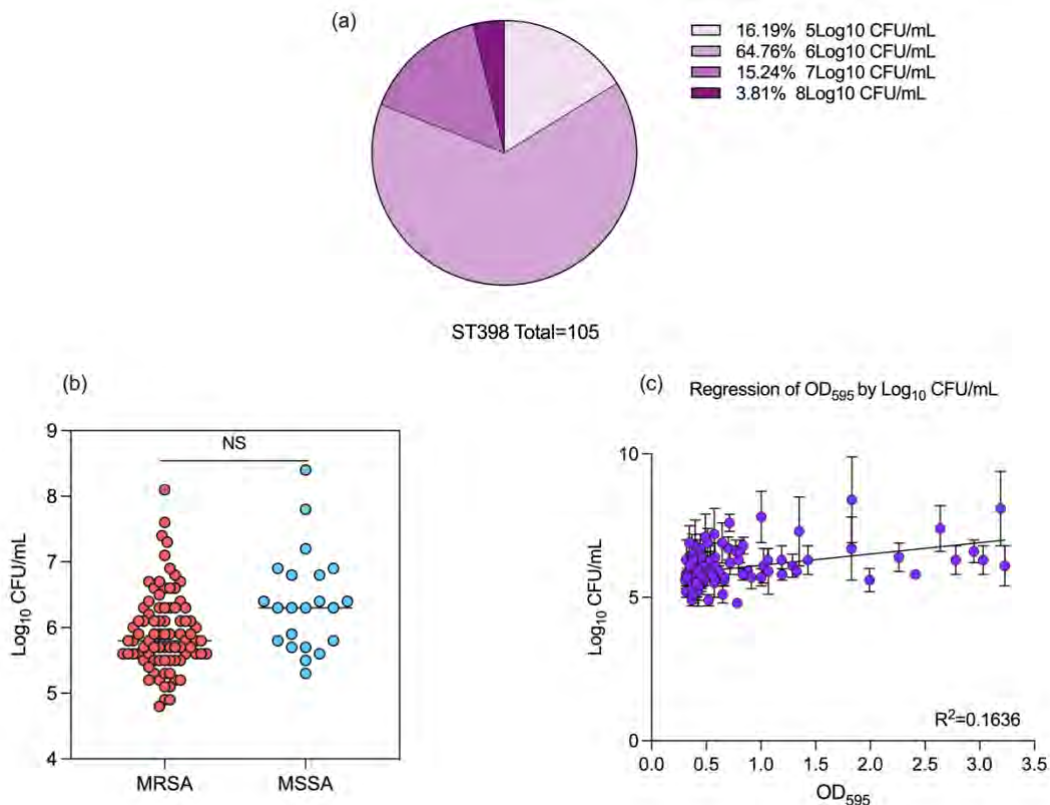 (a)
16.19% 5Log10 CFU/mL
64.76% 6Log10 CFU/mL
15.24% 7Log10 CFU/mL
3.81% 8Log10 CFU/mL
ST398 Total=105
(b)
NS
Log10 CFU/mL
9
8
7
6
5
4
MRSA
MSSA
(c)
Regression of OD595 by Log10 CFU/mL
Log10 CFU/mL
10
5
0
R2=0.1636
0.0
0.5
1.0
1.5
2.0
2.5
3.0
3.5
OD595